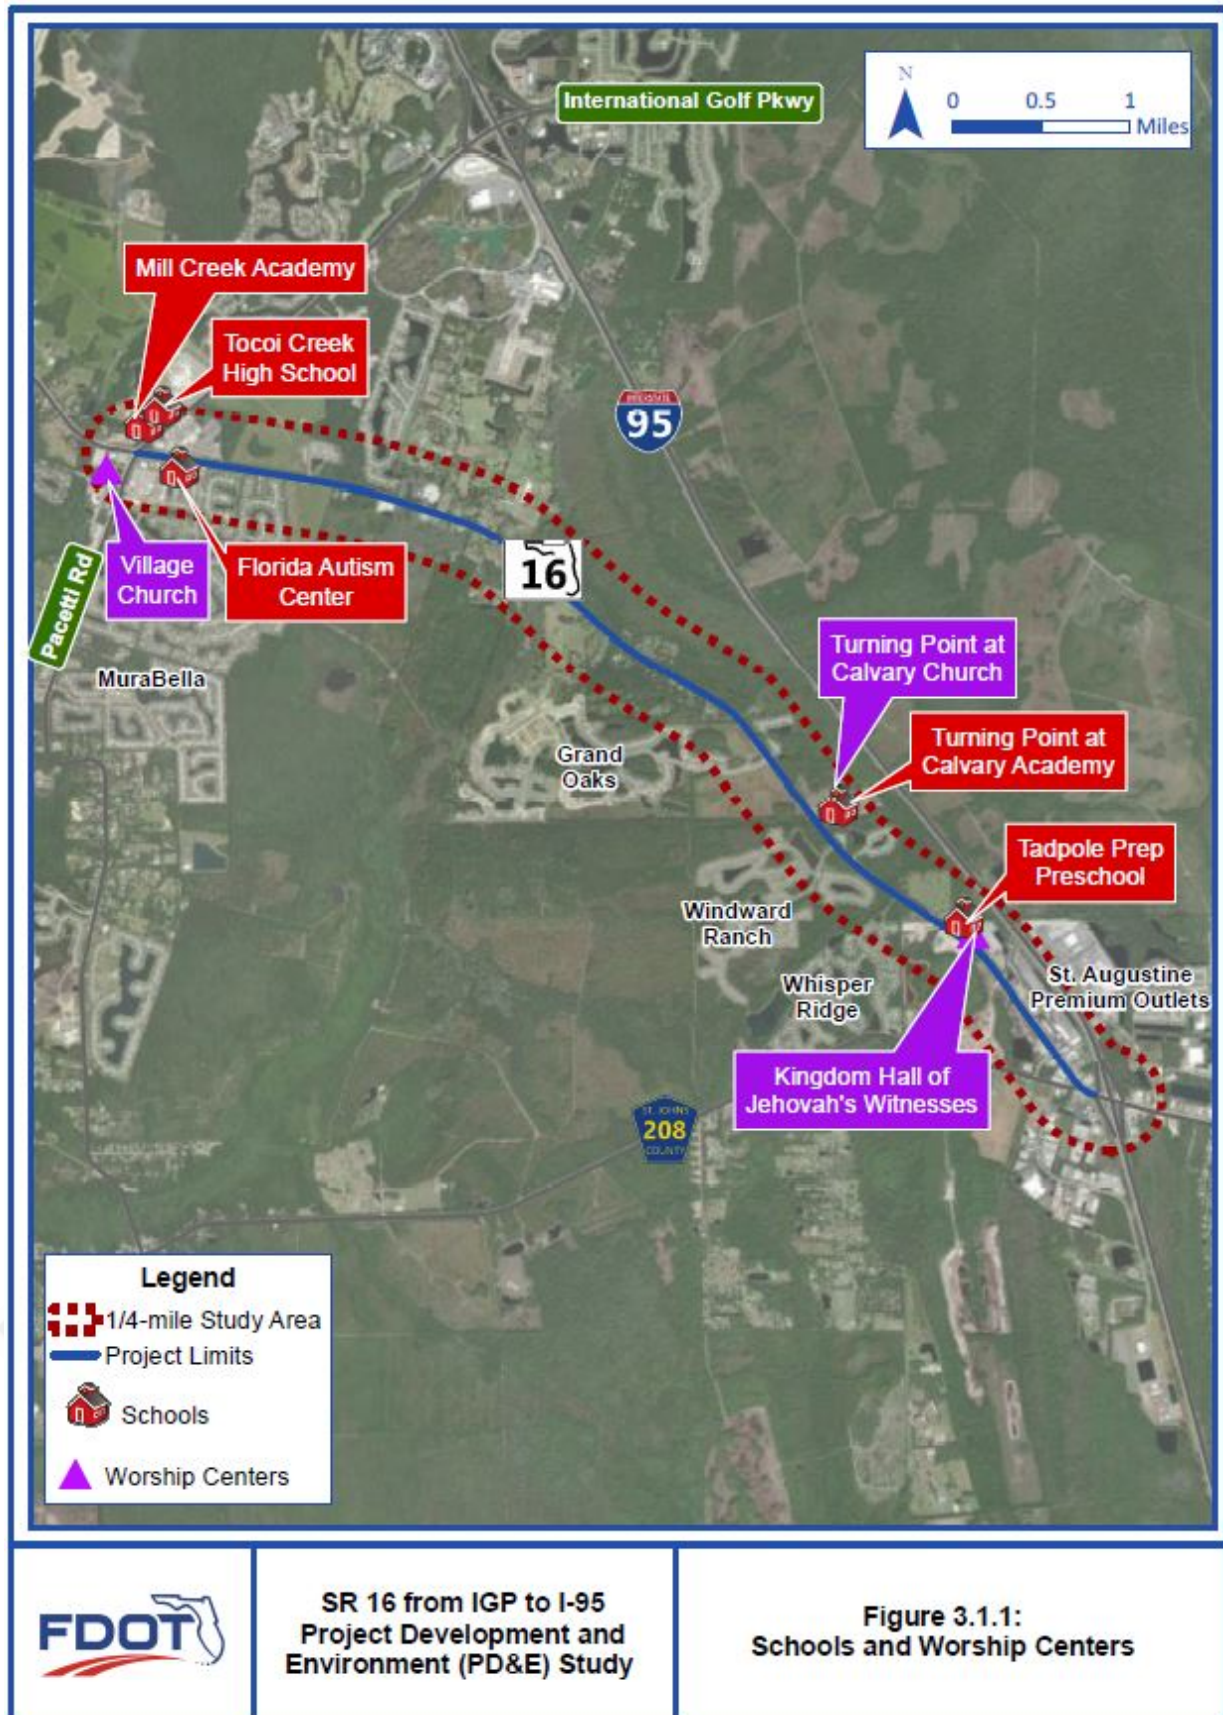 International Golf Pkwy
N
0 0.5 1
Miles
Mill Creek Academy
Tocoi Creek
High School
INTERSTATE
95
Village
Church
Florida Autism
Center
Pacetti Rd
16
MuraBella
Turning Point at
Calvary Church
Turning Point at
Calvary Academy
Grand
Oaks
Tadpole Prep
Preschool
Windward
Ranch
Whisper
Ridge
St. Augustine
Premium Outlets
Kingdom Hall of
Jehovah's Witnesses
ST. JOHNS
208
COUNTY
Legend
1/4-mile Study Area
Project Limits
Schools
Worship Centers
FDOT
SR 16 from IGP to I-95
Project Development and
Environment (PD&E) Study
Figure 3.1.1:
Schools and Worship Centers